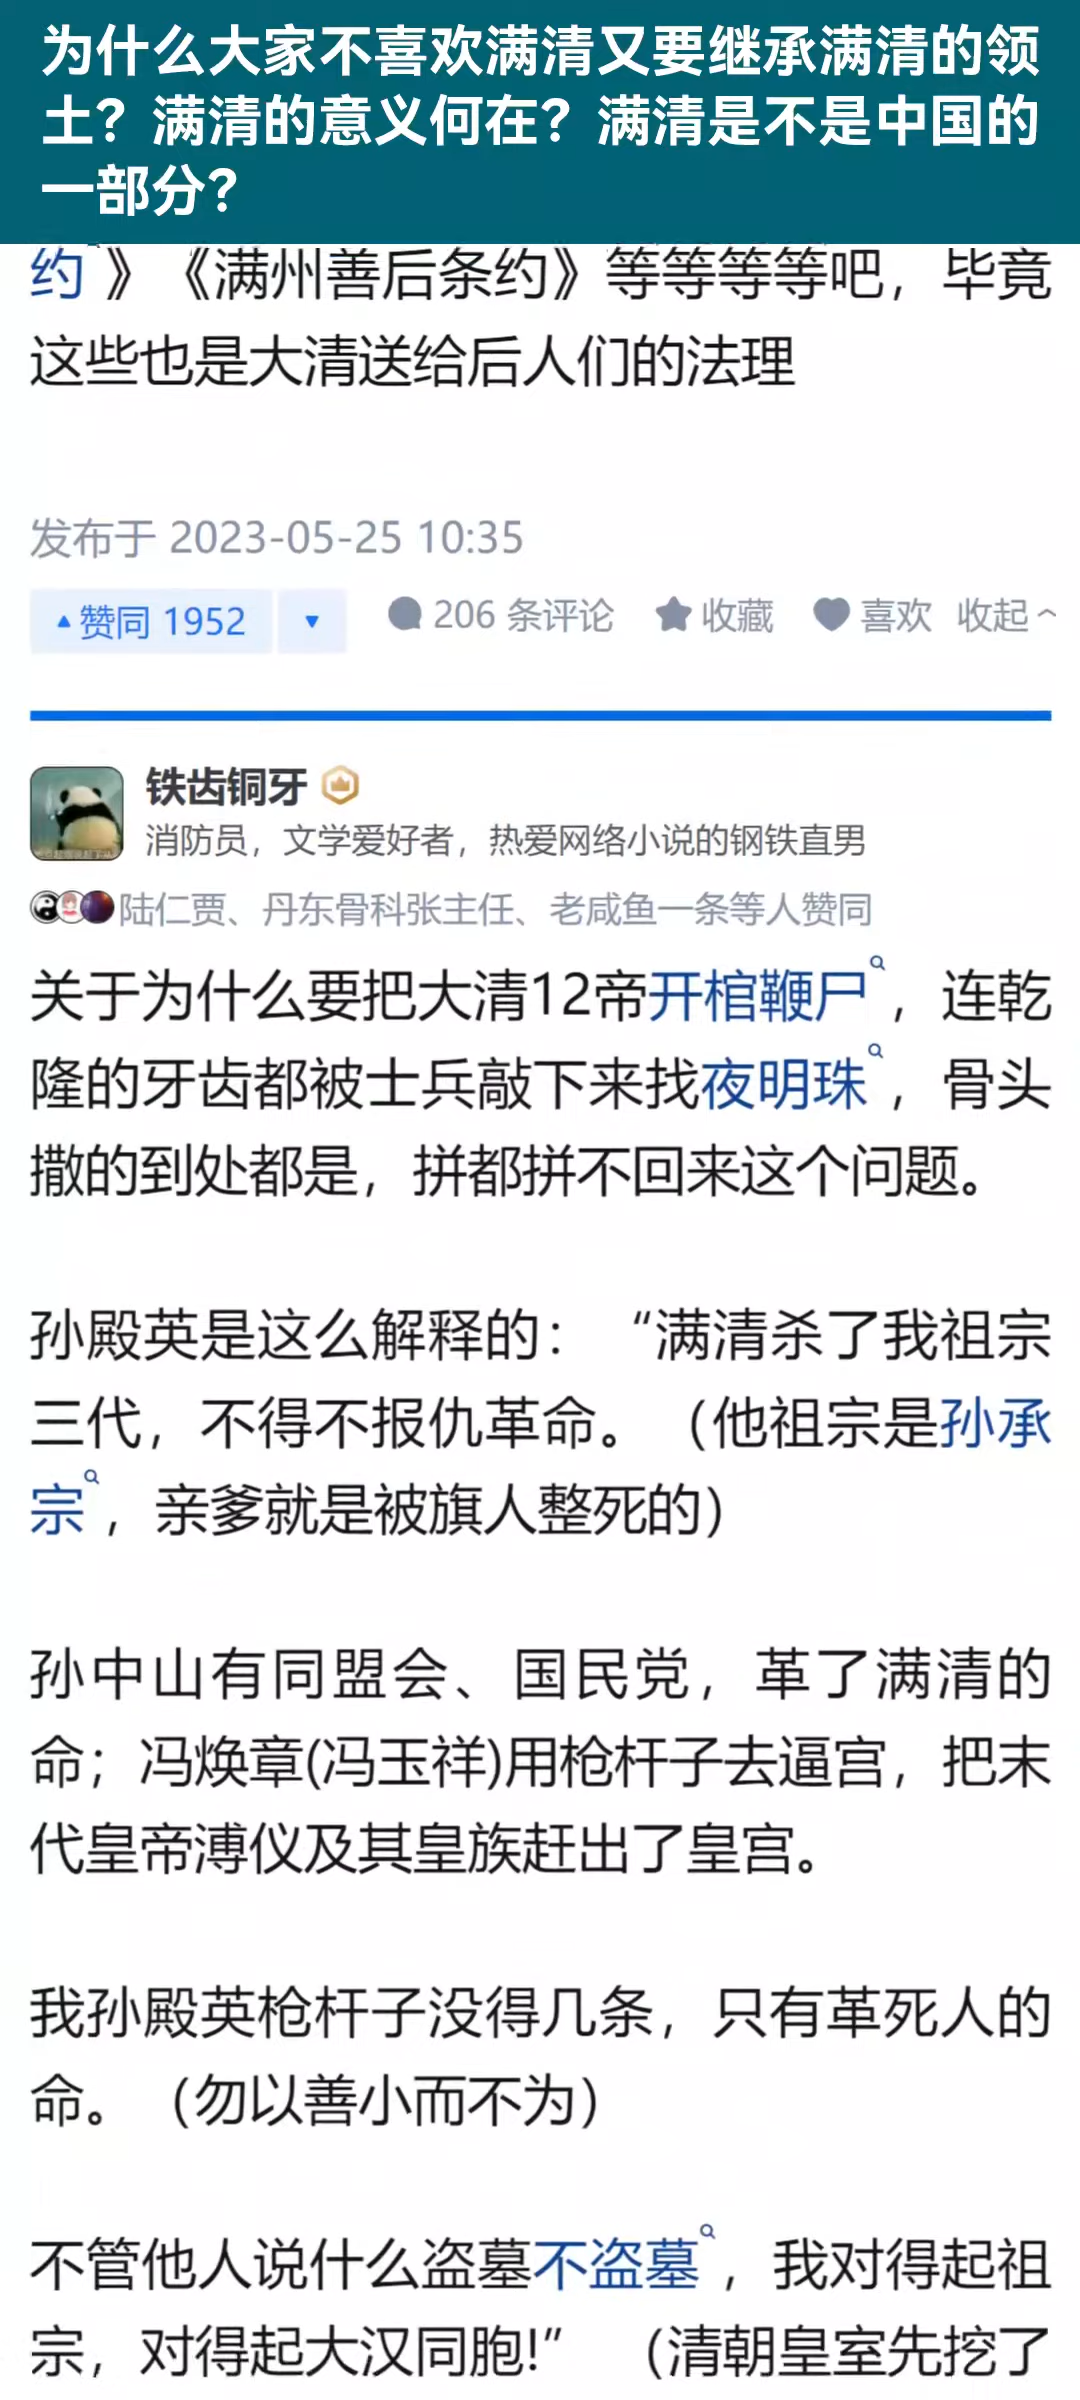 为什么大家不喜欢满清又要继承满清的领
土？满清的意义何在？满清是不是中国的
一部分？
约》《满州善后条约》等等等等吧，毕竟
这些也是大清送给后人们的法理
发布于 2023-05-25 10:35
赞同 1952 206 条评论 收藏 喜欢 收起
铁齿铜牙
消防员，文学爱好者，热爱网络小说的钢铁直男
陆仁贾、丹东骨科张主任、老咸鱼一条等人赞同
关于为什么要把大清12帝开棺鞭尸，连乾
隆的牙齿都被士兵敲下来找夜明珠，骨头
撒的到处都是，拼都拼不回来这个问题。
孙殿英是这么解释的：“满清杀了我祖宗
三代，不得不报仇革命。（他祖宗是孙承
宗，亲爹就是被旗人整死的）
孙中山有同盟会、国民党，革了满清的
命；冯焕章(冯玉祥)用枪杆子去逼宫，把末
代皇帝溥仪及其皇族赶出了皇宫。
我孙殿英枪杆子没得几条，只有革死人的
命。（勿以善小而不为）
不管他人说什么盗墓不盗墓，我对得起祖
宗，对得起大汉同胞!”（清朝皇室先挖了